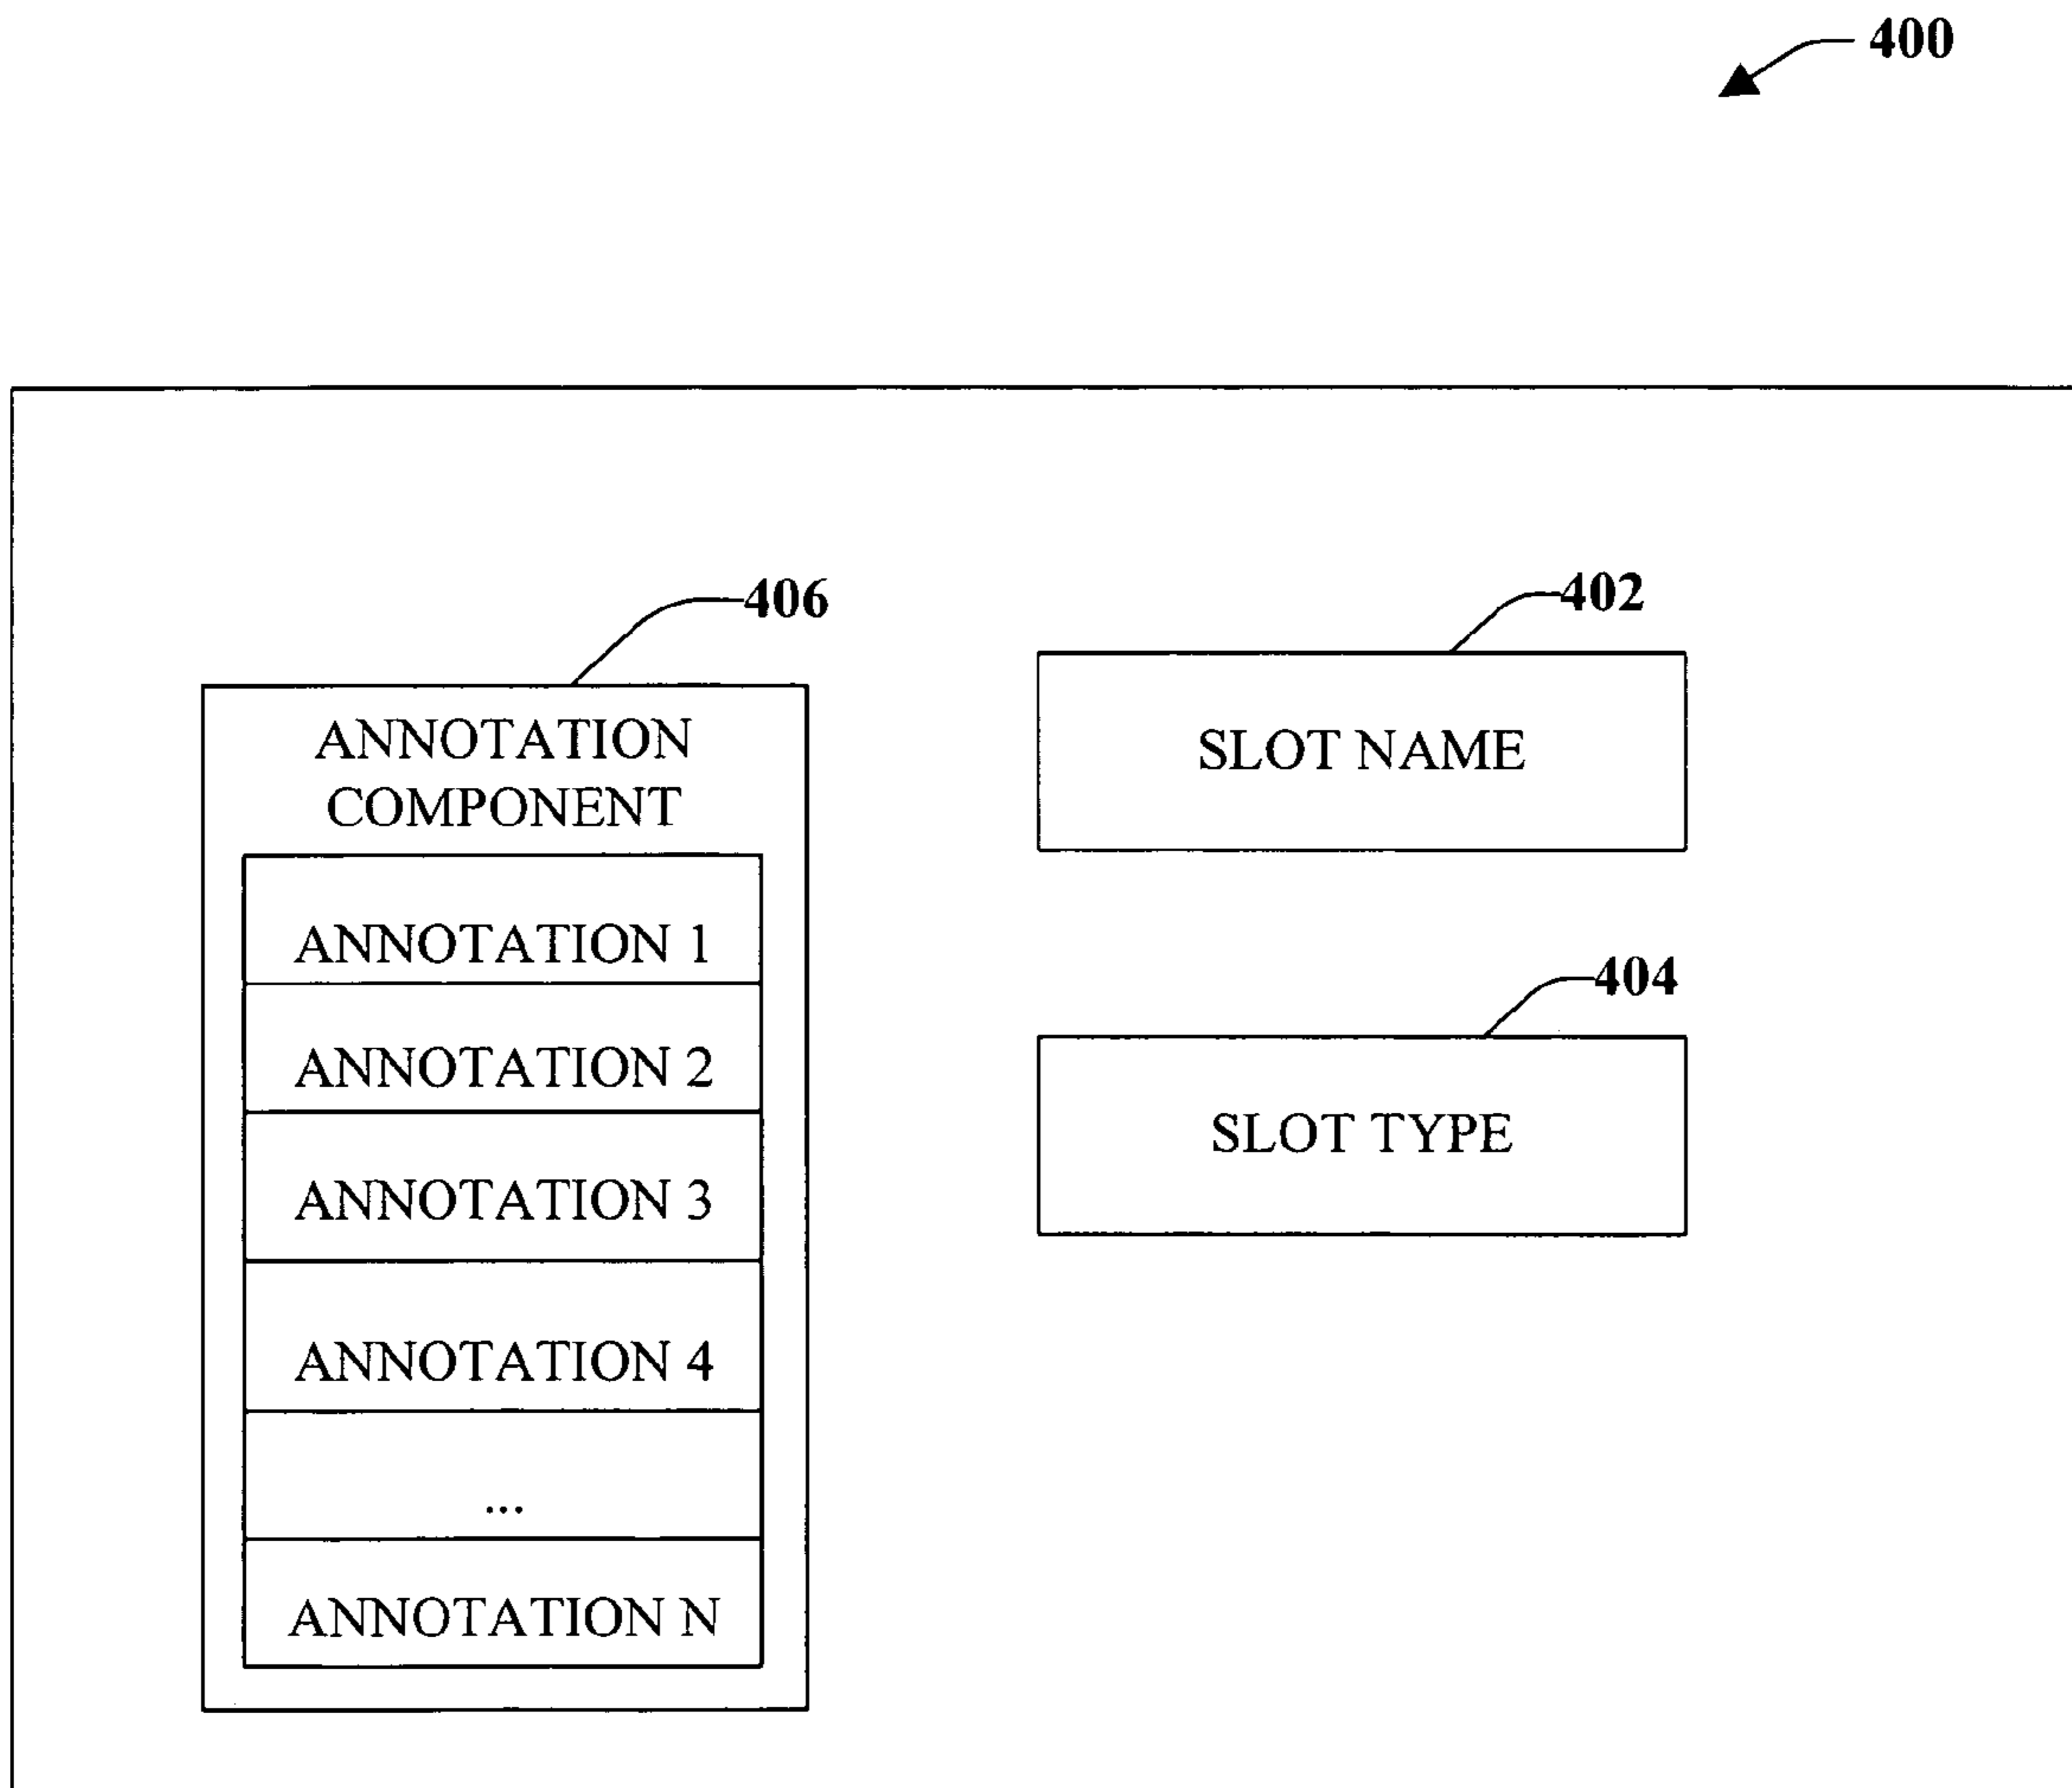 400
406
402
ANNOTATION
COMPONENT
SLOT NAME
ANNOTATION 1
404
ANNOTATION 2
SLOT TYPE
ANNOTATION 3
ANNOTATION 4
...
ANNOTATION N